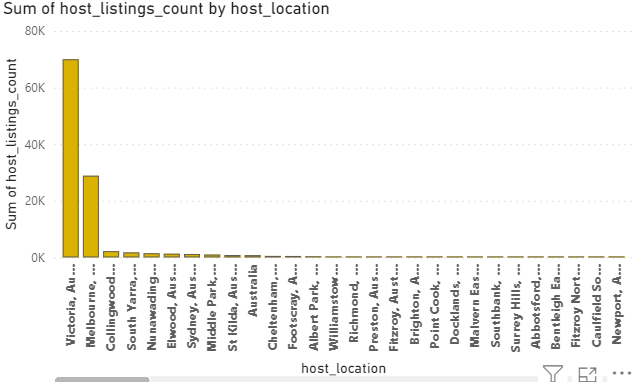 Sum of host_listings_count by host_location
80K
60K
40K
20K
0K
Sum of host_listings_count
Victoria, Au...
Melbourne, ...
Collingwood...
South Yarra,...
Nunawading...
Elwood, Aus...
Sydney, Aus...
Middle Park,...
St Kilda, Aus...
Australia
Cheltenham,...
Footscray, A...
Albert Park, ...
Williamstow...
Richmond, ...
Preston, Aus...
Fitzroy, Aust...
Brighton, A...
Point Cook, ...
Docklands, ...
Malvern Eas...
Southbank, ...
Surrey Hills, ...
Abbotsford,...
Bentleigh Ea...
Fitzroy Nort...
Caulfield So...
Newport, A...
host_location